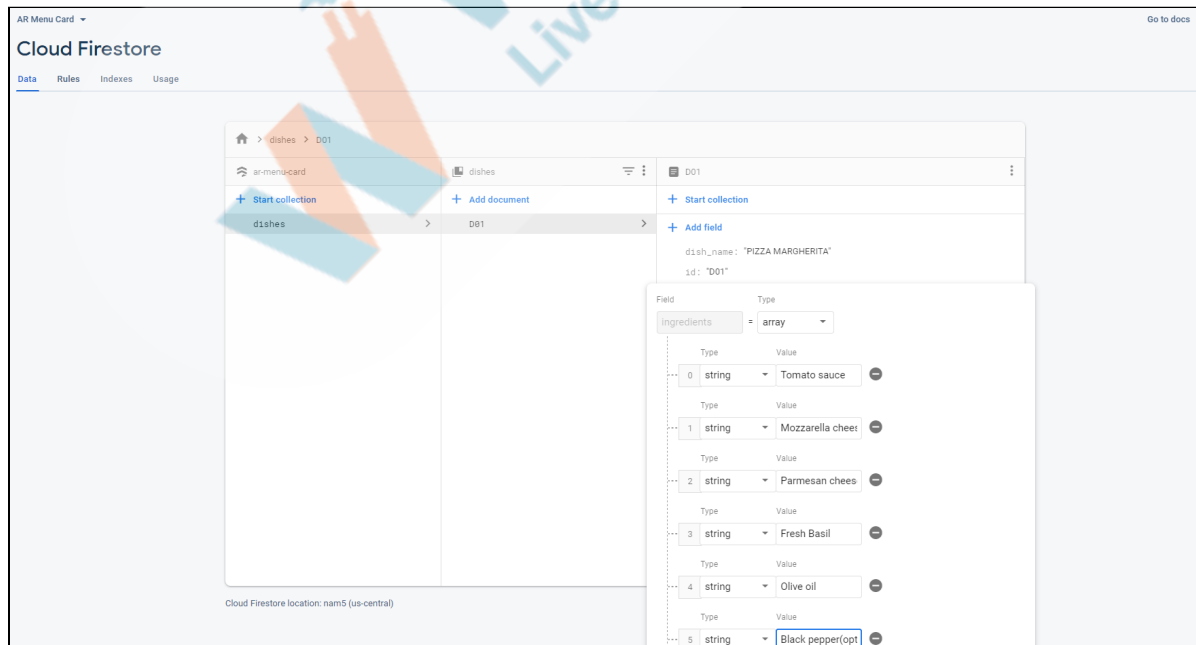 AR Menu Card
Go to docs
Cloud Firestore
Data Rules Indexes Usage
Live
> dishes > D01
ar-menu-card
dishes
D01
+ Start collection
+ Add document
+ Start collection
dishes
D01
+ Add field
dish_name: "PIZZA MARGHERITA"
id: "D01"
Field Type
ingredients = array
Type Value
0 string Tomato sauce
Type Value
1 string Mozzarella chees
Type Value
2 string Parmesan chees
Type Value
3 string Fresh Basil
Type Value
4 string Olive oil
Type Value
5 string Black pepper(opt
Cloud Firestore location: nam5 (us-central)